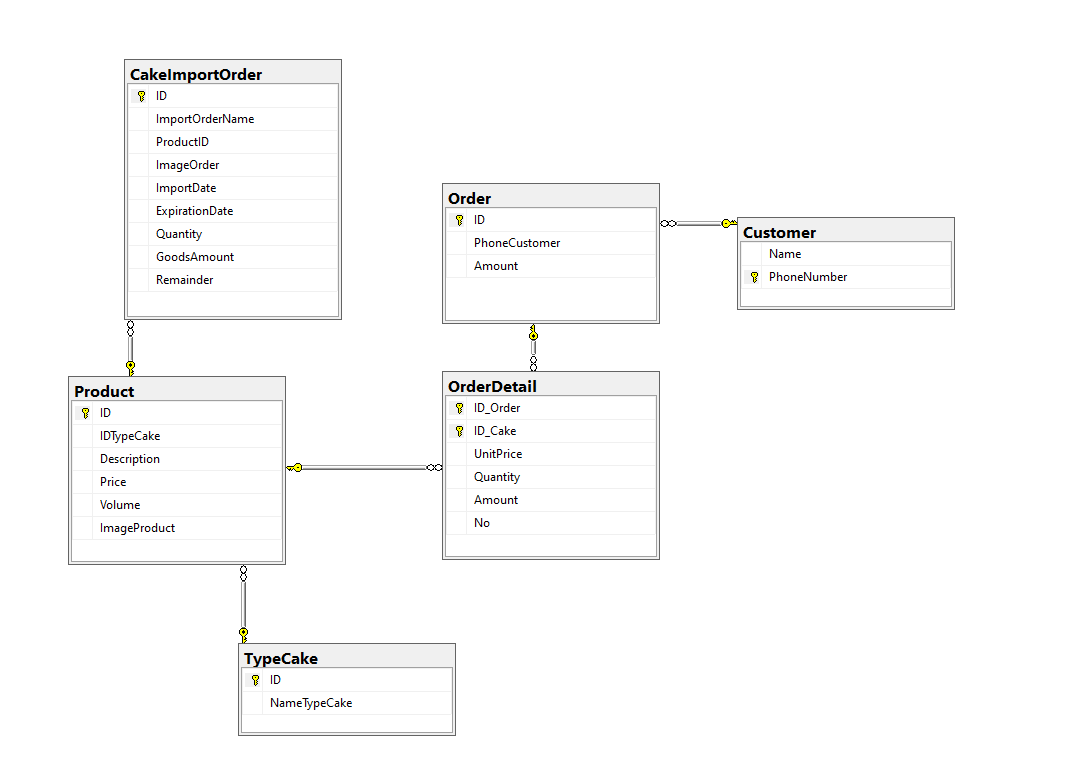 CakeImportOrder
ID
ImportOrderName
ProductID
ImageOrder
ImportDate
ExpirationDate
Quantity
GoodsAmount
Remainder
Order
ID
PhoneCustomer
Amount
Customer
Name
PhoneNumber
Product
ID
IDTypeCake
Description
Price
Volume
ImageProduct
OrderDetail
ID_Order
ID_Cake
UnitPrice
Quantity
Amount
No
TypeCake
ID
NameTypeCake